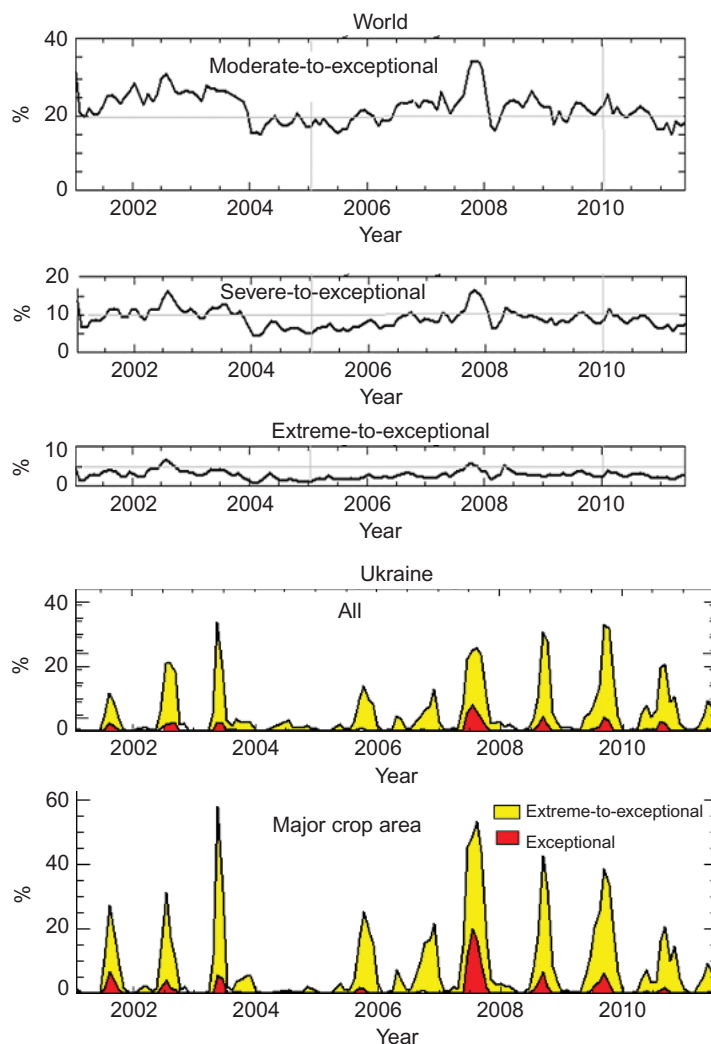 World
40
Moderate-to-exceptional
%
20
0
2002 2004 2006 2008 2010
Year
20
Severe-to-exceptional
%
10
0
2002 2004 2006 2008 2010
Year
Extreme-to-exceptional
10
%
0
2002 2004 2006 2008 2010
Year
Ukraine
40
All
%
20
0
2002 2004 2006 2008 2010
Year
60
Major crop area
Extreme-to-exceptional
Exceptional
40
%
20
0
2002 2004 2006 2008 2010
Year